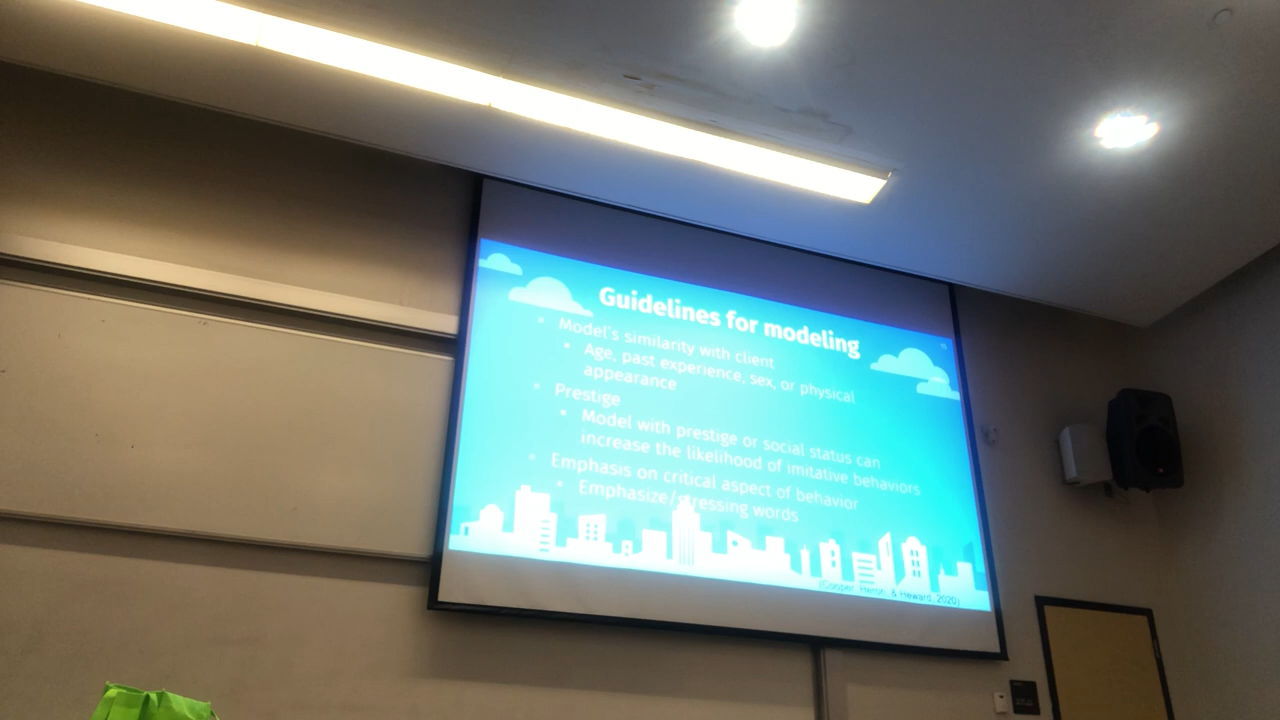 Guidelines for modeling
Model's similarity with client
Age, past experience, sex, or physical
appearance
Prestige
Model with prestige or social status can
increase the likelihood of imitative behaviors
Emphasis on critical aspect of behavior
Emphasize/stressing words
(Cooper, Heron, & Heward, 2020)